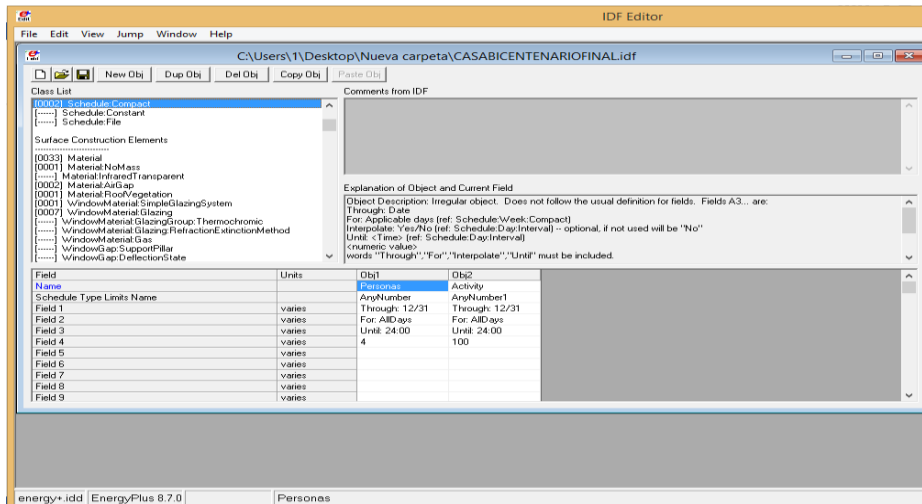 IDF Editor
File Edit View Jump Window Help
C:\Users\1\Desktop\Nueva carpeta\CASABICENTENARIOFINAL.idf
New Obj Dup Obj Del Obj Copy Obj Paste Obj
Class List
Comments from IDF
[0002] Schedule:Compact
[------] Schedule:Constant
[------] Schedule:File
Surface Construction Elements
--------------------------
[0033] Material
[0001] Material:NoMass
[------] Material:InfraredTransparent
[0002] Material:AirGap
[0001] Material:RoofVegetation
[0001] WindowMaterial:SimpleGlazingSystem
[0007] WindowMaterial:Glazing
[------] WindowMaterial:GlazingGroup:Thermochromic
[------] WindowMaterial:Glazing:RefractionExtinctionMethod
[------] WindowMaterial:Gas
[------] WindowGap:SupportPillar
[------] WindowGap:DeflectionState
Explanation of Object and Current Field
Object Description: Irregular object. Does not follow the usual definition for fields. Fields A3... are:
Through: Date
For: Applicable days (ref: Schedule:Week:Compact)
Interpolate: Yes/No (ref: Schedule:Day:Interval) -- optional, if not used will be "No"
Until: <Time> (ref: Schedule:Day:Interval)
<numeric value>
words "Through","For","Interpolate","Until" must be included.
Field Units Obj1 Obj2
Name Personas Activity
Schedule Type Limits Name AnyNumber AnyNumber1
Field 1 varies Through: 12/31 Through: 12/31
Field 2 varies For: AllDays For: AllDays
Field 3 varies Until: 24:00 Until: 24:00
Field 4 varies 4 100
Field 5 varies
Field 6 varies
Field 7 varies
Field 8 varies
Field 9 varies
energy+.idd EnergyPlus 8.7.0 Personas